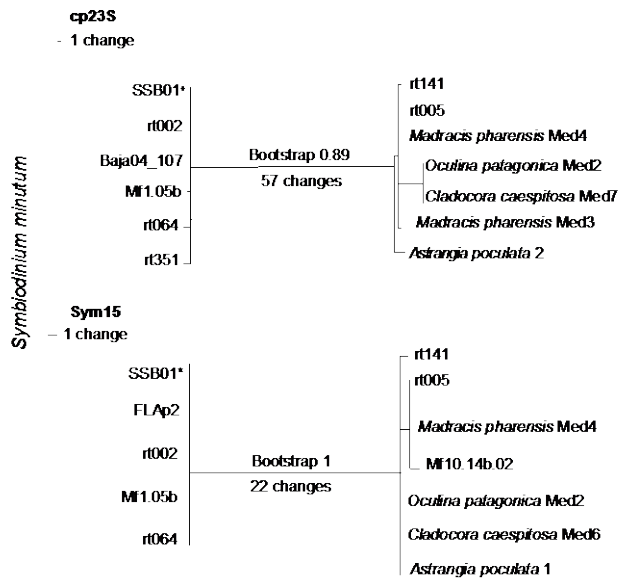 cp23S
- 1 change
SSB01*
rt002
Baja04_107
Mf1.05b
rt064
rt351
Bootstrap 0.89
57 changes
rt141
rt005
Madracis pharensis Med4
Oculina patagonica Med2
Cladocora caespitosa Med7
Madracis pharensis Med3
Astrangia poculata 2
Symbiodinium minutum
Sym15
– 1 change
SSB01*
FLAp2
rt002
Mf1.05b
rt064
Bootstrap 1
22 changes
rt141
rt005
Madracis pharensis Med4
Mf10.14b.02
Oculina patagonica Med2
Cladocora caespitosa Med6
Astrangia poculata 1